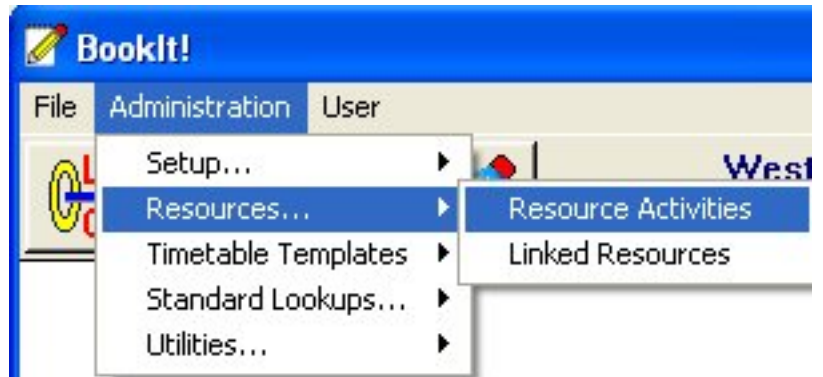 BookIt!
File Administration User
Setup...
West
Resources...
Resource Activities
Timetable Templates
Linked Resources
Standard Lookups...
Utilities...